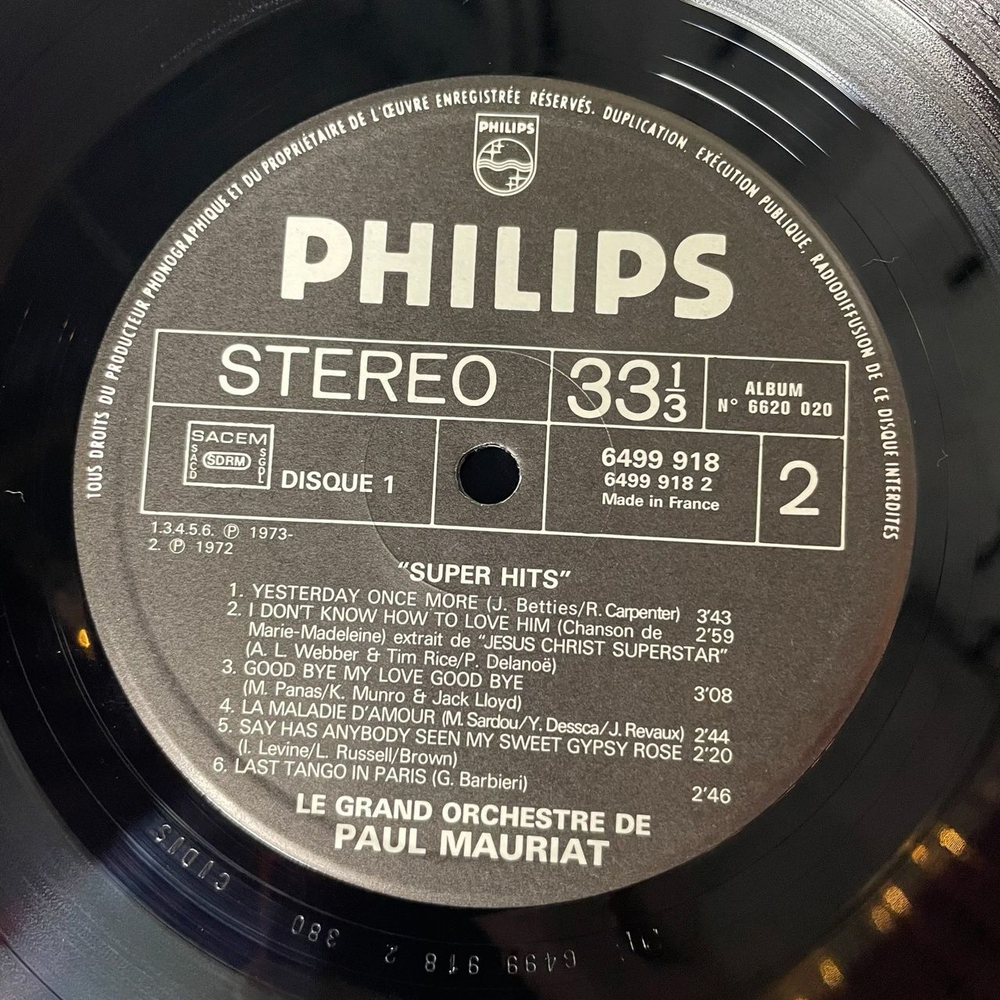 TOUS DROITS DU PRODUCTEUR PHONOGRAPHIQUE ET DU PROPRIÉTAIRE DE L'ŒUVRE ENREGISTRÉE RÉSERVÉS. DUPLICATION, EXÉCUTION PUBLIQUE, RADIODIFFUSION DE CE DISQUE INTERDITES
PHILIPS
PHILIPS
STEREO
33 1/3
ALBUM
N° 6620 020
SACEM
SACD
SDRM
SGDL
DISQUE 1
6499 918
6499 918 2
Made in France
2
1.3.4.5.6. ℗ 1973-
2. ℗ 1972
"SUPER HITS"
1. YESTERDAY ONCE MORE (J. Betties/R. Carpenter) 3'43
2. I DON'T KNOW HOW TO LOVE HIM (Chanson de 2'59
Marie-Madeleine) extrait de "JESUS CHRIST SUPERSTAR"
(A. L. Webber & Tim Rice/P. Delanoë)
3. GOOD BYE MY LOVE GOOD BYE
(M. Panas/K. Munro & Jack Lloyd) 3'08
4. LA MALADIE D'AMOUR (M. Sardou/Y. Dessca/J. Revaux) 2'44
5. SAY HAS ANYBODY SEEN MY SWEET GYPSY ROSE 2'20
(I. Levine/L. Russell/Brown)
6. LAST TANGO IN PARIS (G. Barbieri) 2'46
LE GRAND ORCHESTRE DE
PAUL MAURIAT
6499 918 2 380 CIDIS